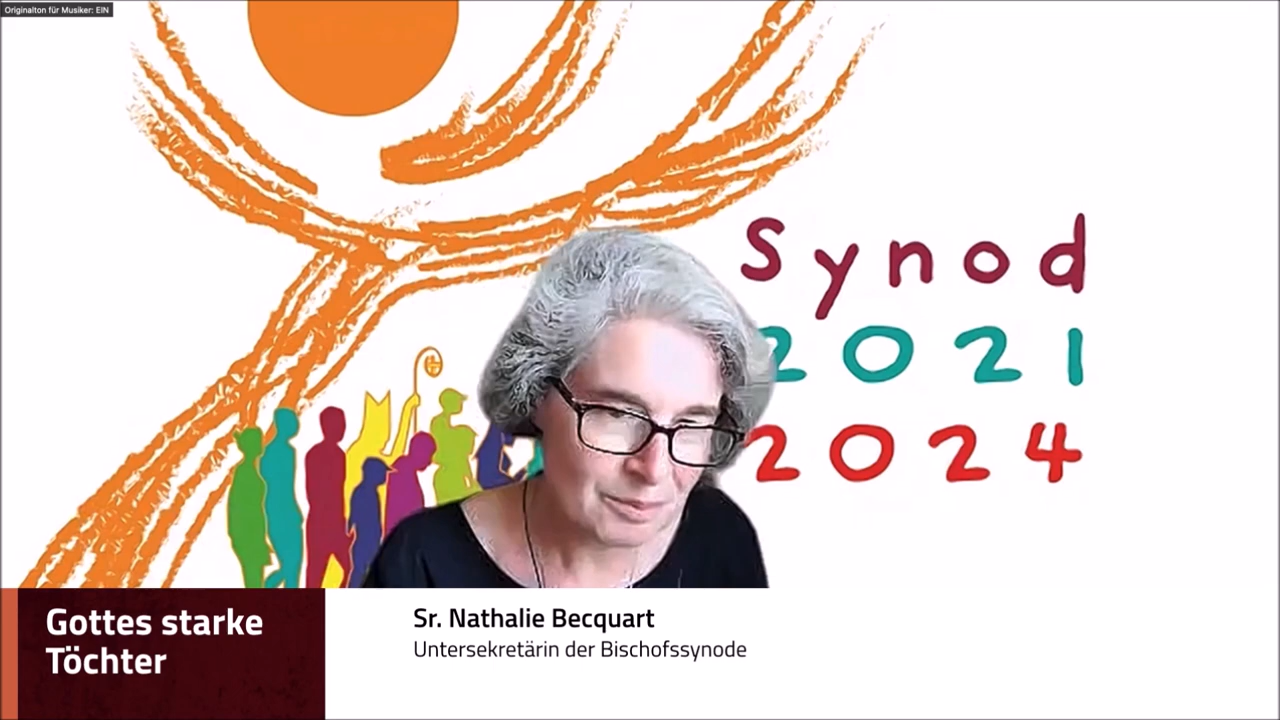 Originalton für Musiker: EIN
Synod
2021
2024
Gottes starke
Töchter
Sr. Nathalie Becquart
Untersekretärin der Bischofssynode